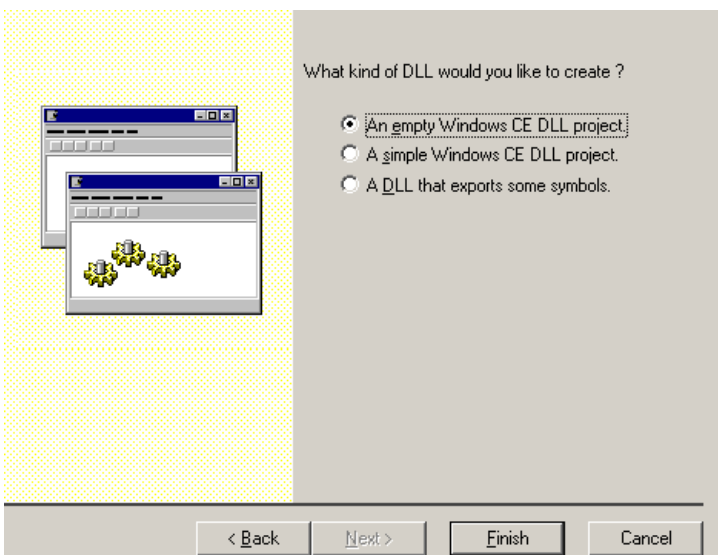 What kind of DLL would you like to create ?
An empty Windows CE DLL project.
A simple Windows CE DLL project.
A DLL that exports some symbols.
< Back
Next >
Finish
Cancel